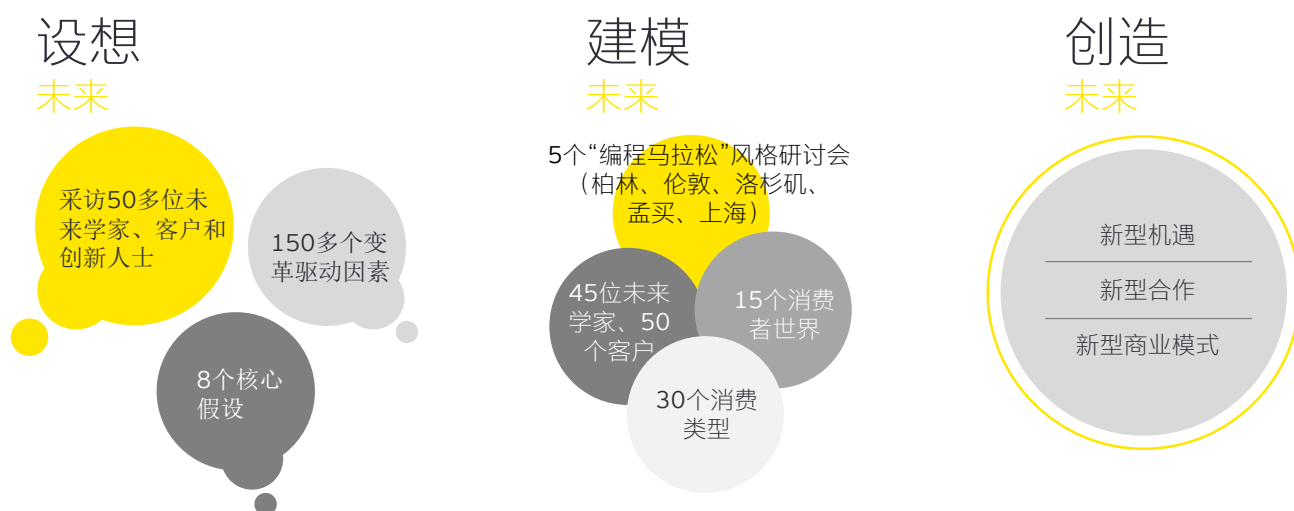 设想
未来
采访50多位未
来学家、客户和
创新人士
150多个变
革驱动因素
8个核心
假设
建模
未来
5个“编程马拉松”风格研讨会
（柏林、伦敦、洛杉矶、
孟买、上海）
45位未来
学家、50
个客户
15个消费
者世界
30个消费
类型
创造
未来
新型机遇
新型合作
新型商业模式